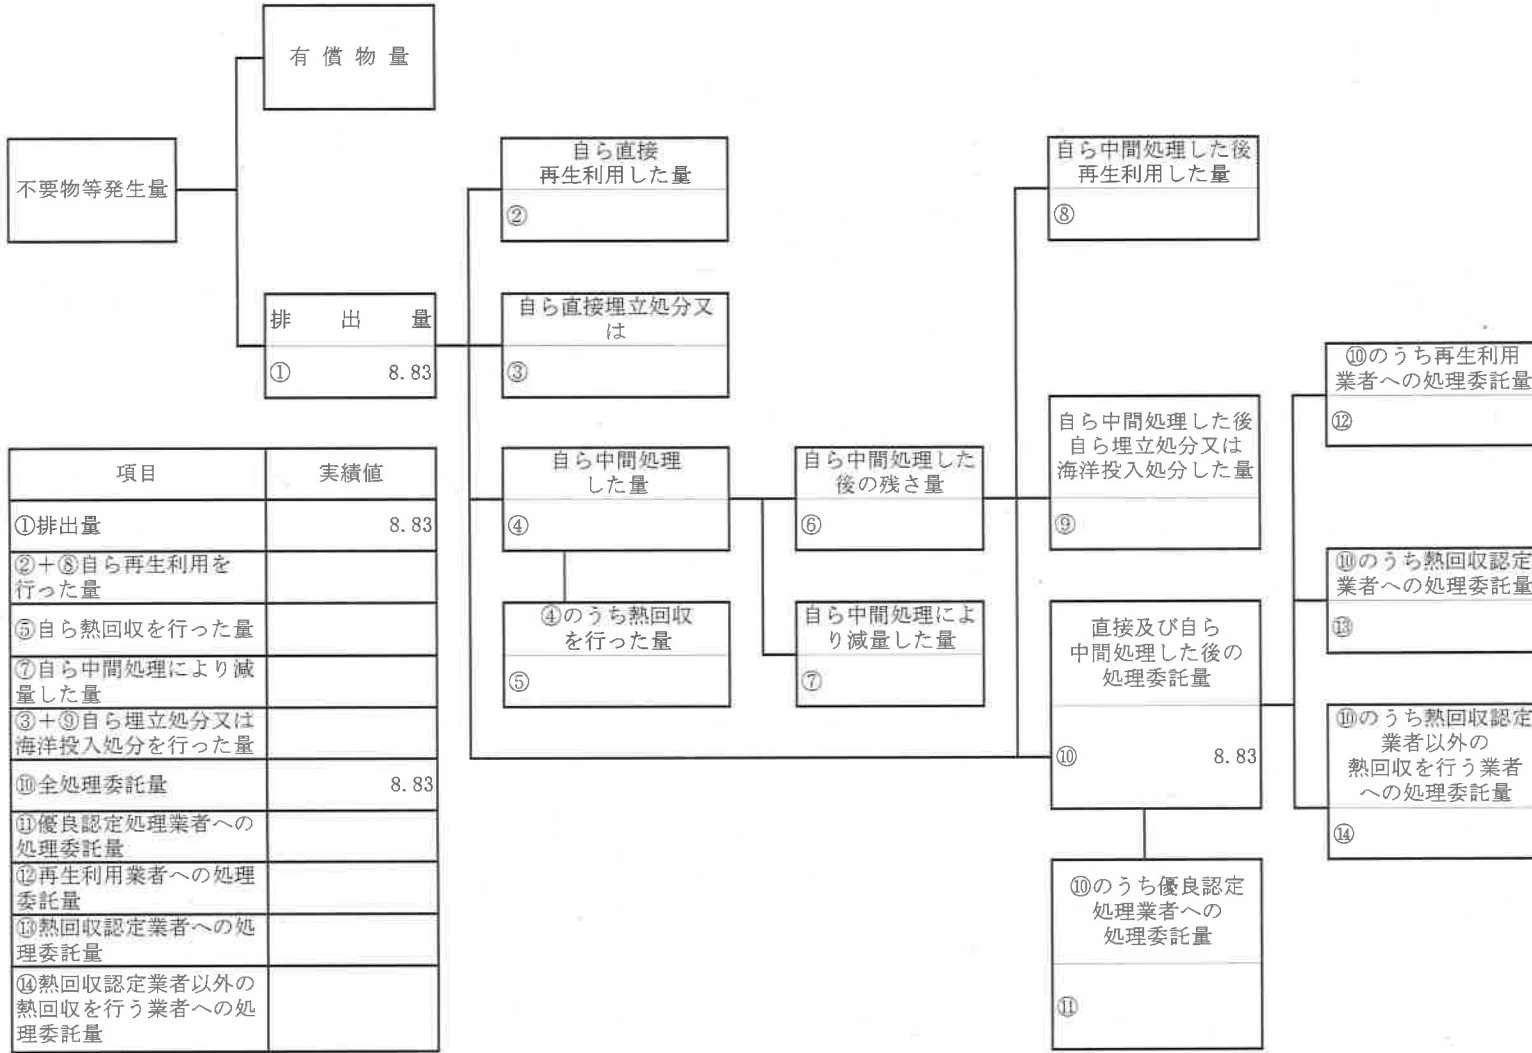 有償物量
不要物等発生量
排出量
① 8.83
自ら直接
再生利用した量
②
自ら直接埋立処分又
は
③
自ら中間処理
した量
④
④のうち熱回収
を行った量
⑤
自ら中間処理した
後の残さ量
⑥
自ら中間処理によ
り減量した量
⑦
自ら中間処理した後
再生利用した量
⑧
自ら中間処理した後
自ら埋立処分又は
海洋投入処分した量
⑨
直接及び自ら
中間処理した後の
処理委託量
⑩ 8.83
⑩のうち優良認定
処理業者への
処理委託量
⑪
⑩のうち再生利用
業者への処理委託量
⑫
⑩のうち熱回収認定
業者への処理委託量
⑬
⑩のうち熱回収認定
業者以外の
熱回収を行う業者
への処理委託量
⑭
項目 実績値
①排出量 8.83
②+⑧自ら再生利用を
行った量
⑤自ら熱回収を行った量
⑦自ら中間処理により減
量した量
③+⑨自ら埋立処分又は
海洋投入処分を行った量
⑩全処理委託量 8.83
⑪優良認定処理業者への
処理委託量
⑫再生利用業者への処理
委託量
⑬熱回収認定業者への処
理委託量
⑭熱回収認定業者以外の
熱回収を行う業者への処
理委託量